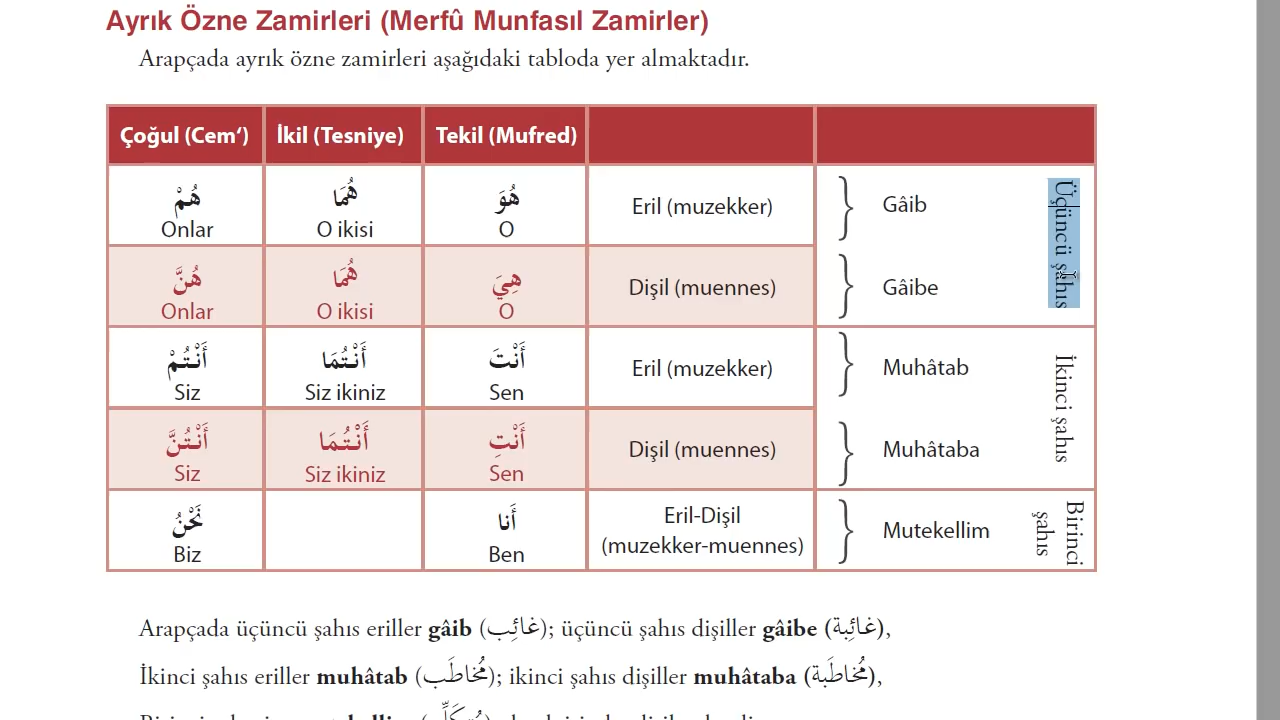 Ayrık Özne Zamirleri (Merfû Munfasıl Zamirler)
Arapçada ayrık özne zamirleri aşağıdaki tabloda yer almaktadır.
Çoğul (Cem‘) İkil (Tesniye) Tekil (Mufred)
هُمْ هُمَا هُوَ
Onlar O ikisi O
Eril (muzekker) Gâib
Üçüncü şahıs
هُنَّ هُمَا هِيَ
Onlar O ikisi O
Dişil (muennes) Gâibe
أَنْتُمْ أَنْتُمَا أَنْتَ
Siz Siz ikiniz Sen
Eril (muzekker) Muhâtab
İkinci şahıs
أَنْتُنَّ أَنْتُمَا أَنْتِ
Siz Siz ikiniz Sen
Dişil (muennes) Muhâtaba
نَحْنُ أَنا
Biz Ben
Eril-Dişil
(muzekker-muennes)
Mutekellim
Birinci
şahıs
Arapçada üçüncü şahıs eriller gâib (غائِب); üçüncü şahıs dişiller gâibe (غائِبة),
İkinci şahıs eriller muhâtab (مُخاطَب); ikinci şahıs dişiller muhâtaba (مُخاطَبة),